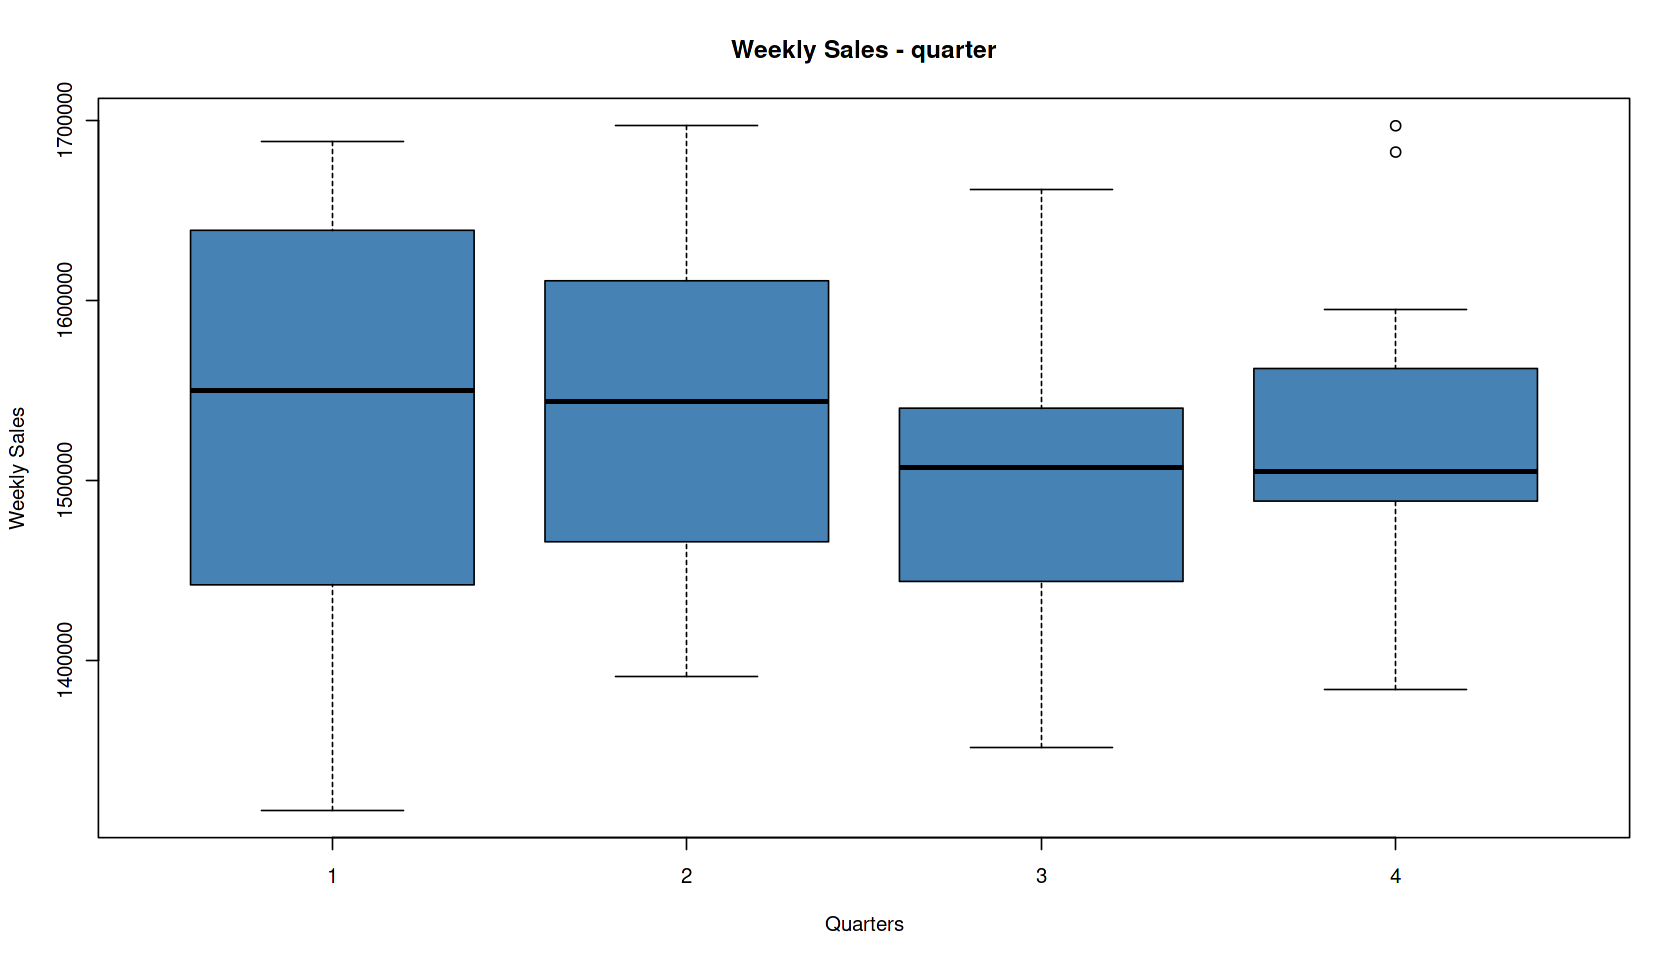 Weekly Sales - quarter
Weekly Sales
1700000
1600000
1500000
1400000
1
2
3
4
Quarters